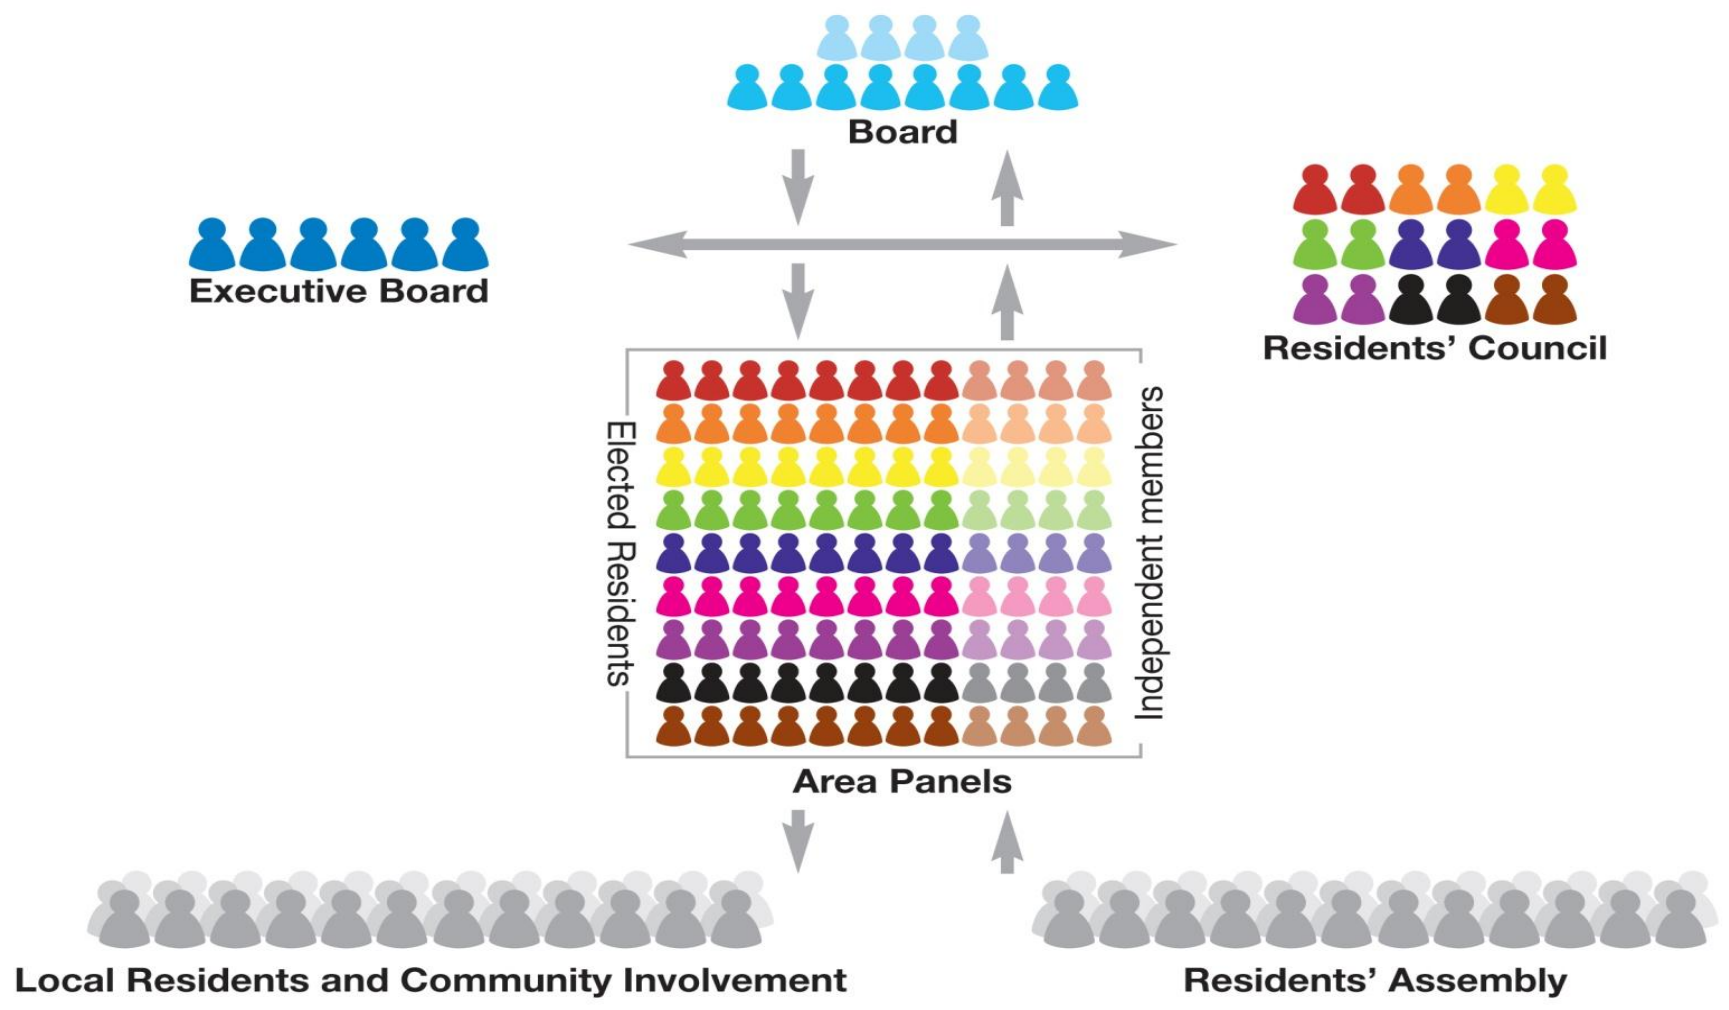 Board
Executive Board
Residents’ Council
Elected Residents
Independent members
Area Panels
Local Residents and Community Involvement
Residents’ Assembly